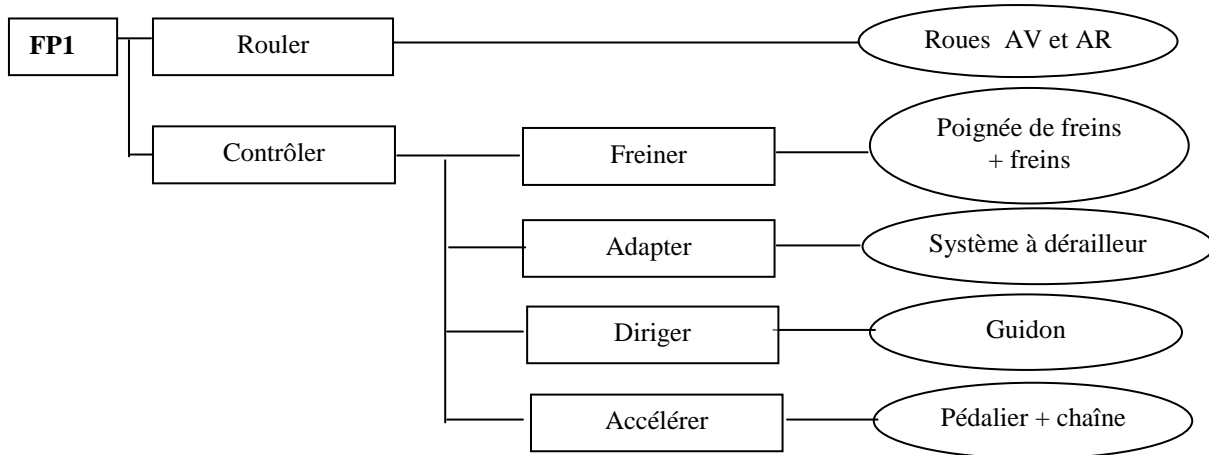 FP1
Rouler
Roues AV et AR
Contrôler
Freiner
Poignée de freins
+ freins
Adapter
Système à dérailleur
Diriger
Guidon
Accélérer
Pédalier + chaîne